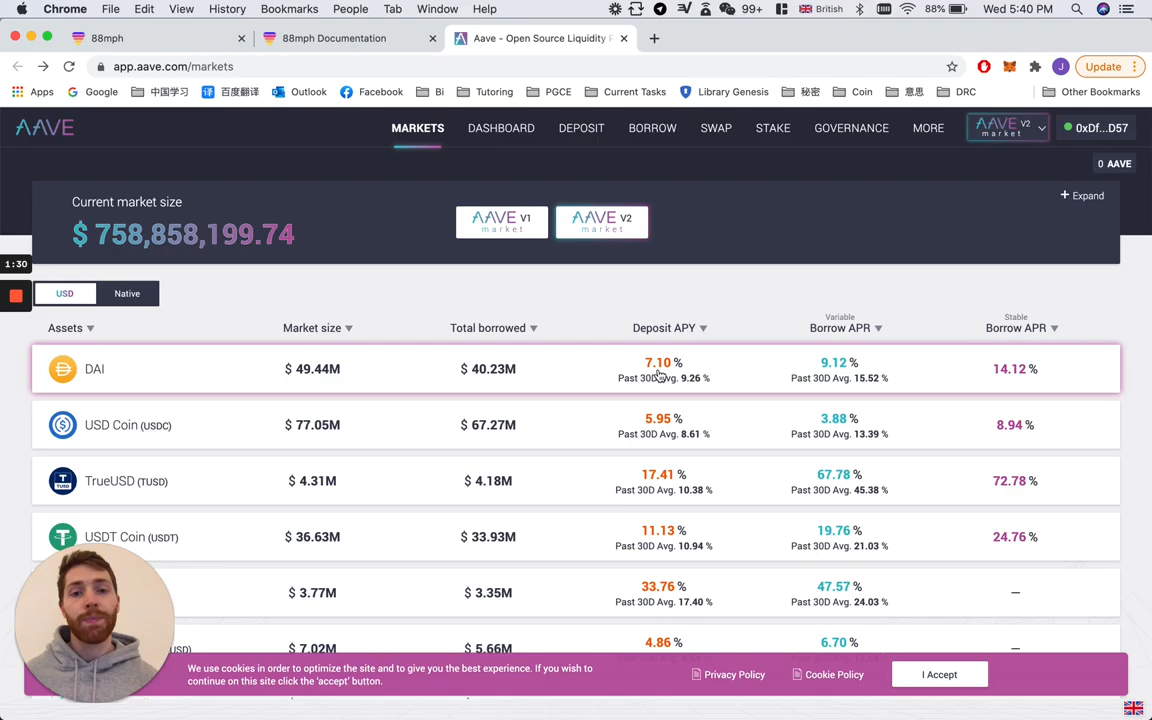 Chrome File Edit View History Bookmarks People Tab Window Help 99+ British 88% Wed 5:40 PM
88mph 88mph Documentation Aave - Open Source Liquidity P
app.aave.com/markets J Update
Apps Google 中国学习 译 百度翻译 Outlook Facebook Bi Tutoring PGCE Current Tasks Library Genesis 秘密 Coin 意思 DRC Other Bookmarks
AAVE MARKETS DASHBOARD DEPOSIT BORROW SWAP STAKE GOVERNANCE MORE AAVE V2 market 0xDf...D57
0 AAVE
Current market size
$ 758,858,199.74
AAVE V1 market
AAVE V2 market
+ Expand
1:30
USD Native
Assets Market size Total borrowed Deposit APY Variable Borrow APR Stable Borrow APR
DAI $ 49.44M $ 40.23M 7.10 % 9.12 % 14.12 %
Past 30D Avg. 9.26 % Past 30D Avg. 15.52 %
USD Coin (USDC) $ 77.05M $ 67.27M 5.95 % 3.88 % 8.94 %
Past 30D Avg. 8.61 % Past 30D Avg. 13.39 %
TUSD TrueUSD (TUSD) $ 4.31M $ 4.18M 17.41 % 67.78 % 72.78 %
Past 30D Avg. 10.38 % Past 30D Avg. 45.38 %
USDT Coin (USDT) $ 36.63M $ 33.93M 11.13 % 19.76 % 24.76 %
Past 30D Avg. 10.94 % Past 30D Avg. 21.03 %
$ 3.77M $ 3.35M 33.76 % 47.57 % —
Past 30D Avg. 17.40 % Past 30D Avg. 24.03 %
USD) $ 7.02M $ 5.66M 4.86 % 6.70 % —
We use cookies in order to optimize the site and to give you the best experience. If you wish to
continue on this site click the 'accept' button.
Privacy Policy Cookie Policy I Accept